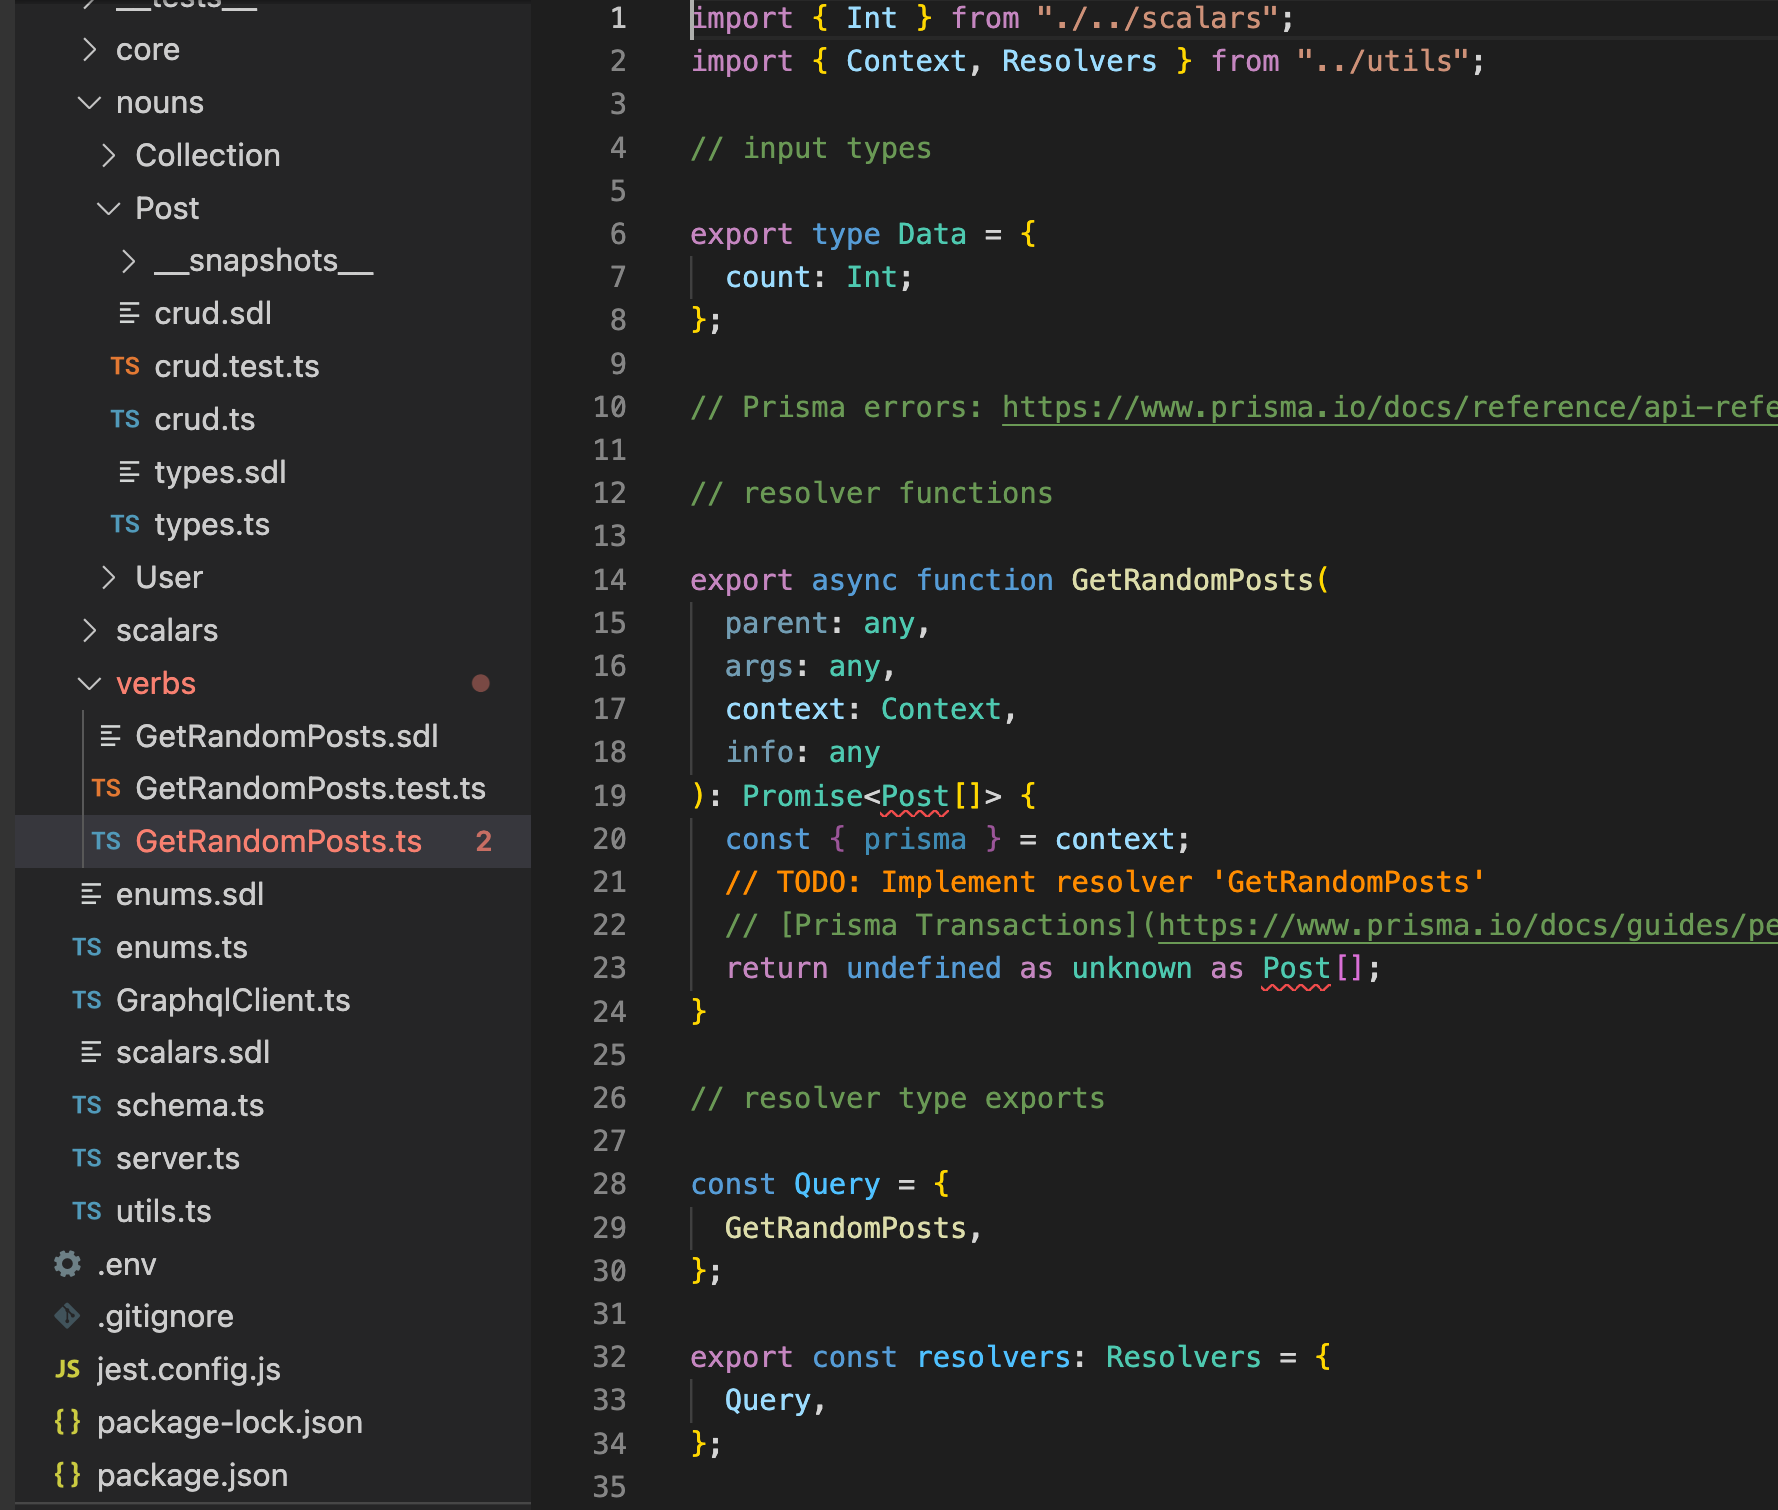 __tests__
core
nouns
Collection
Post
__snapshots__
crud.sdl
TS crud.test.ts
TS crud.ts
types.sdl
TS types.ts
User
scalars
verbs
GetRandomPosts.sdl
TS GetRandomPosts.test.ts
TS GetRandomPosts.ts 2
enums.sdl
TS enums.ts
TS GraphqlClient.ts
scalars.sdl
TS schema.ts
TS server.ts
TS utils.ts
.env
.gitignore
JS jest.config.js
{} package-lock.json
{} package.json
1 import { Int } from "./../scalars";
2 import { Context, Resolvers } from "../utils";
3
4 // input types
5
6 export type Data = {
7 count: Int;
8 };
9
10 // Prisma errors: https://www.prisma.io/docs/reference/api-refe
11
12 // resolver functions
13
14 export async function GetRandomPosts(
15 parent: any,
16 args: any,
17 context: Context,
18 info: any
19 ): Promise<Post[]> {
20 const { prisma } = context;
21 // TODO: Implement resolver 'GetRandomPosts'
22 // [Prisma Transactions](https://www.prisma.io/docs/guides/pe
23 return undefined as unknown as Post[];
24 }
25
26 // resolver type exports
27
28 const Query = {
29 GetRandomPosts,
30 };
31
32 export const resolvers: Resolvers = {
33 Query,
34 };
35